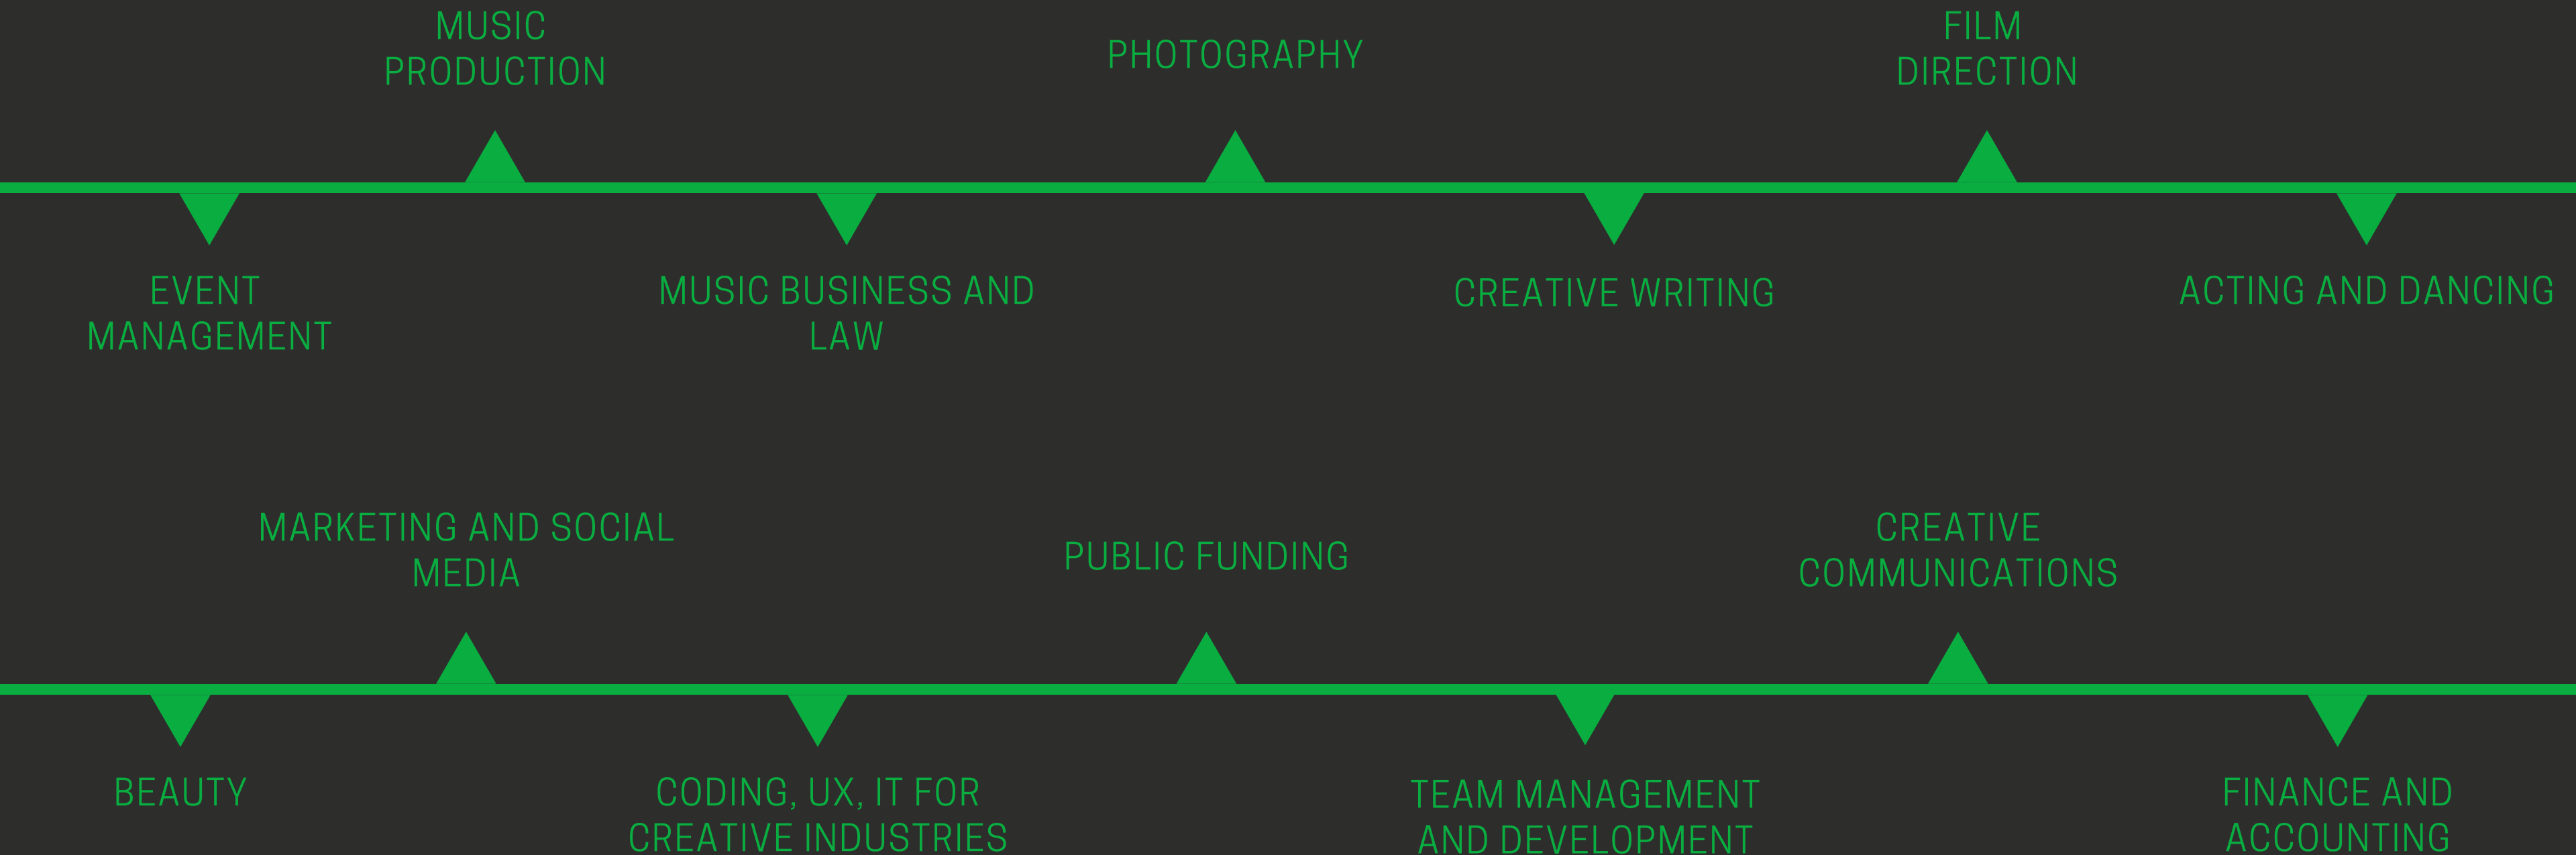 MUSIC
PRODUCTION
PHOTOGRAPHY
FILM
DIRECTION
EVENT
MANAGEMENT
MUSIC BUSINESS AND
LAW
CREATIVE WRITING
ACTING AND DANCING
MARKETING AND SOCIAL
MEDIA
PUBLIC FUNDING
CREATIVE
COMMUNICATIONS
BEAUTY
CODING, UX, IT FOR
CREATIVE INDUSTRIES
TEAM MANAGEMENT
AND DEVELOPMENT
FINANCE AND
ACCOUNTING